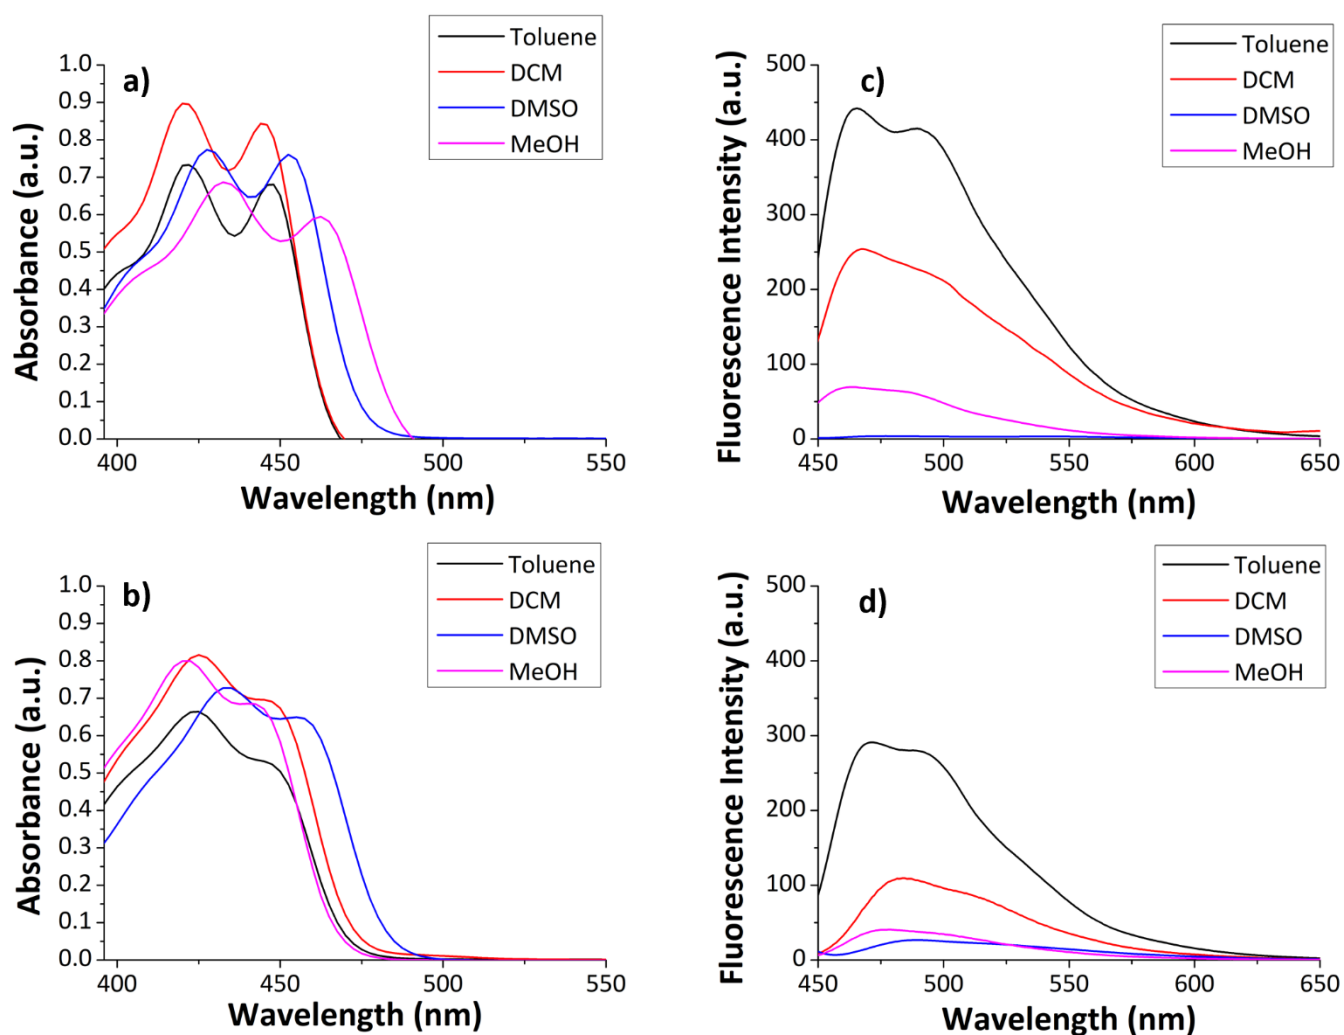 a)
Toluene
DCM
DMSO
MeOH
Absorbance (a.u.)
1.0
0.9
0.8
0.7
0.6
0.5
0.4
0.3
0.2
0.1
0.0
400 450 500 550
Wavelength (nm)
c)
Toluene
DCM
DMSO
MeOH
Fluorescence Intensity (a.u.)
500
400
300
200
100
0
450 500 550 600 650
Wavelength (nm)
b)
Toluene
DCM
DMSO
MeOH
Absorbance (a.u.)
1.0
0.9
0.8
0.7
0.6
0.5
0.4
0.3
0.2
0.1
0.0
400 450 500 550
Wavelength (nm)
d)
Toluene
DCM
DMSO
MeOH
Fluorescence Intensity (a.u.)
500
400
300
200
100
0
450 500 550 600 650
Wavelength (nm)